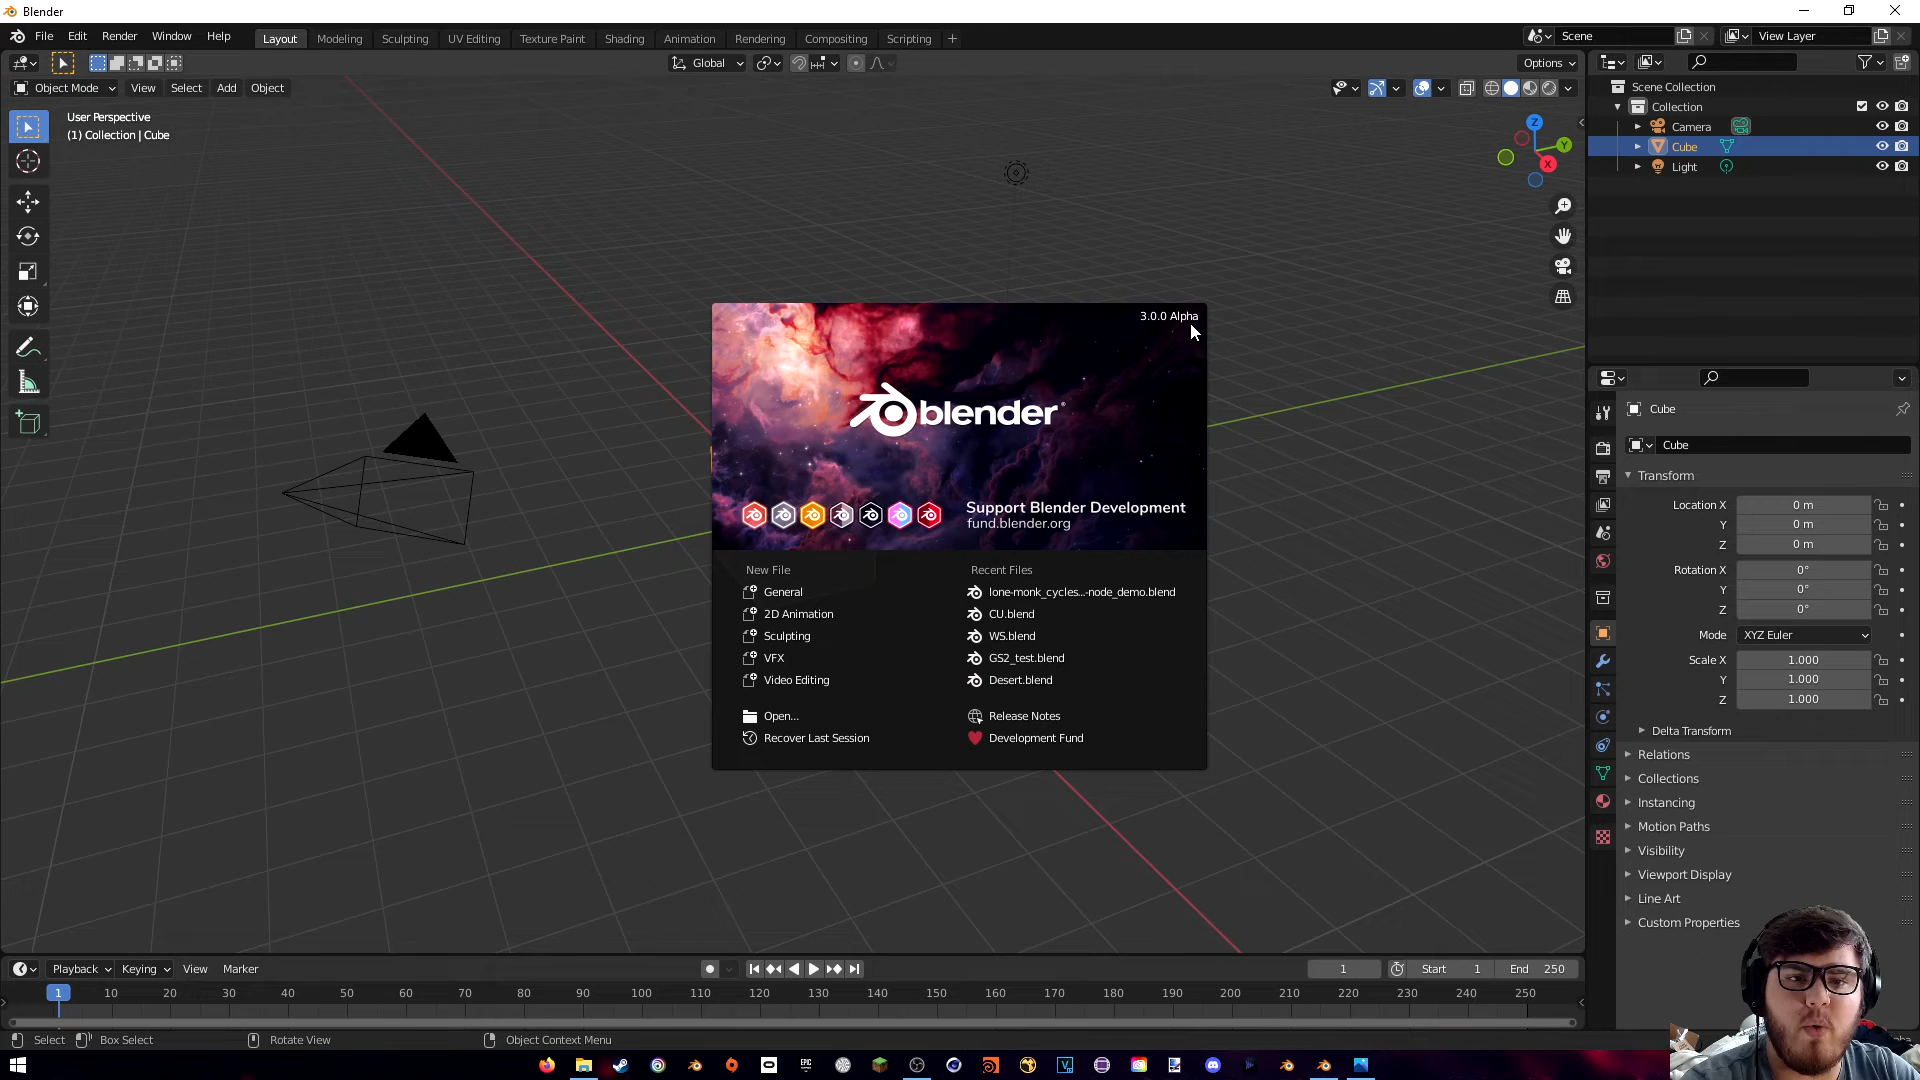 Blender
File Edit Render Window Help
Layout Modeling Sculpting UV Editing Texture Paint Shading Animation Rendering Compositing Scripting +
Scene
View Layer
Global
Options
Object Mode View Select Add Object
User Perspective
(1) Collection | Cube
Z
Y
X
Scene Collection
Collection
Camera
Cube
Light
3.0.0 Alpha
blender
Support Blender Development
fund.blender.org
New File
General
2D Animation
Sculpting
VFX
Video Editing
Open...
Recover Last Session
Recent Files
lone-monk_cycles...-node_demo.blend
CU.blend
WS.blend
GS2_test.blend
Desert.blend
Release Notes
Development Fund
Cube
Cube
Transform
Location X 0 m
Y 0 m
Z 0 m
Rotation X 0°
Y 0°
Z 0°
Mode XYZ Euler
Scale X 1.000
Y 1.000
Z 1.000
Delta Transform
Relations
Collections
Instancing
Motion Paths
Visibility
Viewport Display
Line Art
Custom Properties
Playback Keying View Marker
1
Start 1
End 250
1 10 20 30 40 50 60 70 80 90 100 110 120 130 140 150 160 170 180 190 200 210 220 230 240 250
Select Box Select Rotate View Object Context Menu
EPIC